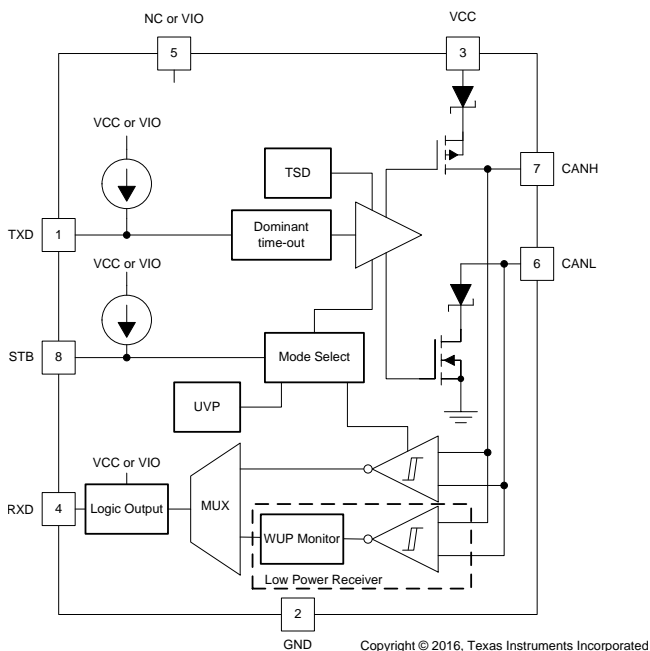 NC or VIO
VCC
5
3
VCC or VIO
TSD
7
CANH
TXD
1
Dominant
time-out
VCC or VIO
6
CANL
STB
8
Mode Select
UVP
VCC or VIO
RXD
4
Logic Output
MUX
WUP Monitor
Low Power Receiver
2
GND
Copyright © 2016, Texas Instruments Incorporated